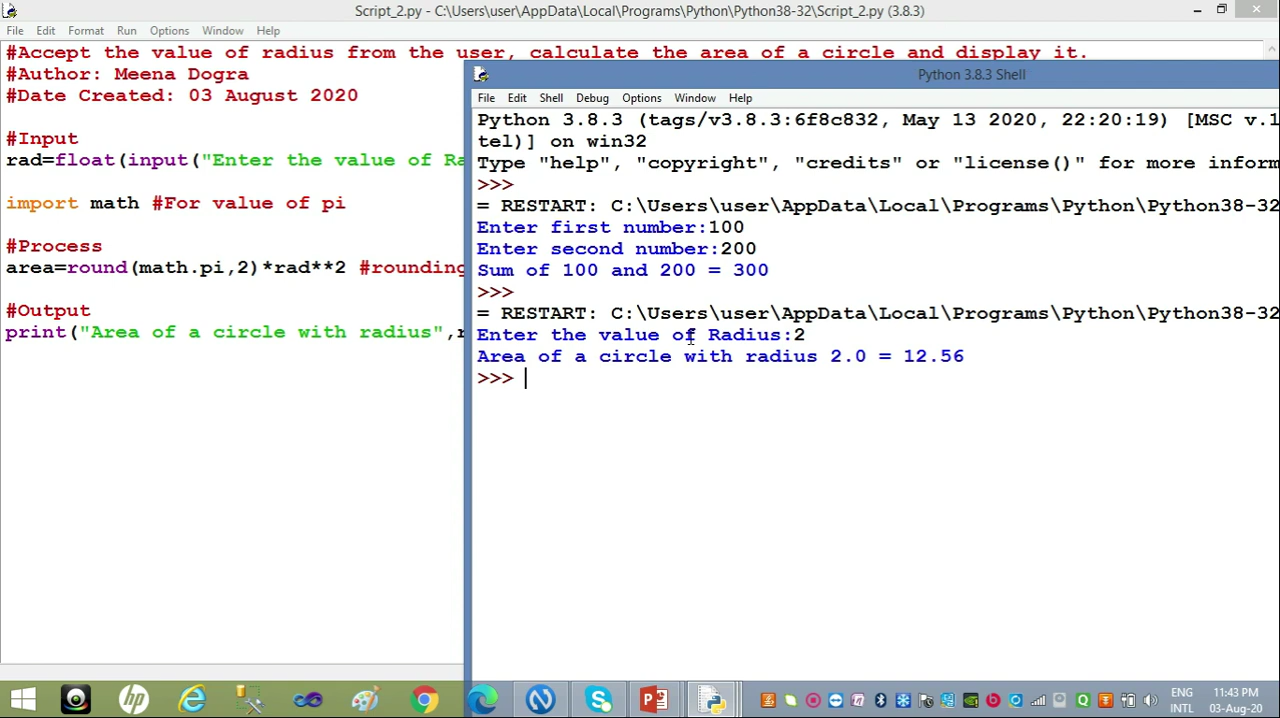 Script_2.py - C:\Users\user\AppData\Local\Programs\Python\Python38-32\Script_2.py (3.8.3)
File Edit Format Run Options Window Help
#Accept the value of radius from the user, calculate the area of a circle and display it.
#Author: Meena Dogra
#Date Created: 03 August 2020
#Input
rad=float(input("Enter the value of Ra
import math #For value of pi
#Process
area=round(math.pi,2)*rad**2 #rounding
#Output
print("Area of a circle with radius",r
Python 3.8.3 Shell
File Edit Shell Debug Options Window Help
Python 3.8.3 (tags/v3.8.3:6f8c832, May 13 2020, 22:20:19) [MSC v.1
tel)] on win32
Type "help", "copyright", "credits" or "license()" for more inform
>>>
= RESTART: C:\Users\user\AppData\Local\Programs\Python\Python38-32
Enter first number:100
Enter second number:200
Sum of 100 and 200 = 300
>>>
= RESTART: C:\Users\user\AppData\Local\Programs\Python\Python38-32
Enter the value of Radius:2
Area of a circle with radius 2.0 = 12.56
>>>
ENG
INTL
11:43 PM
03-Aug-20